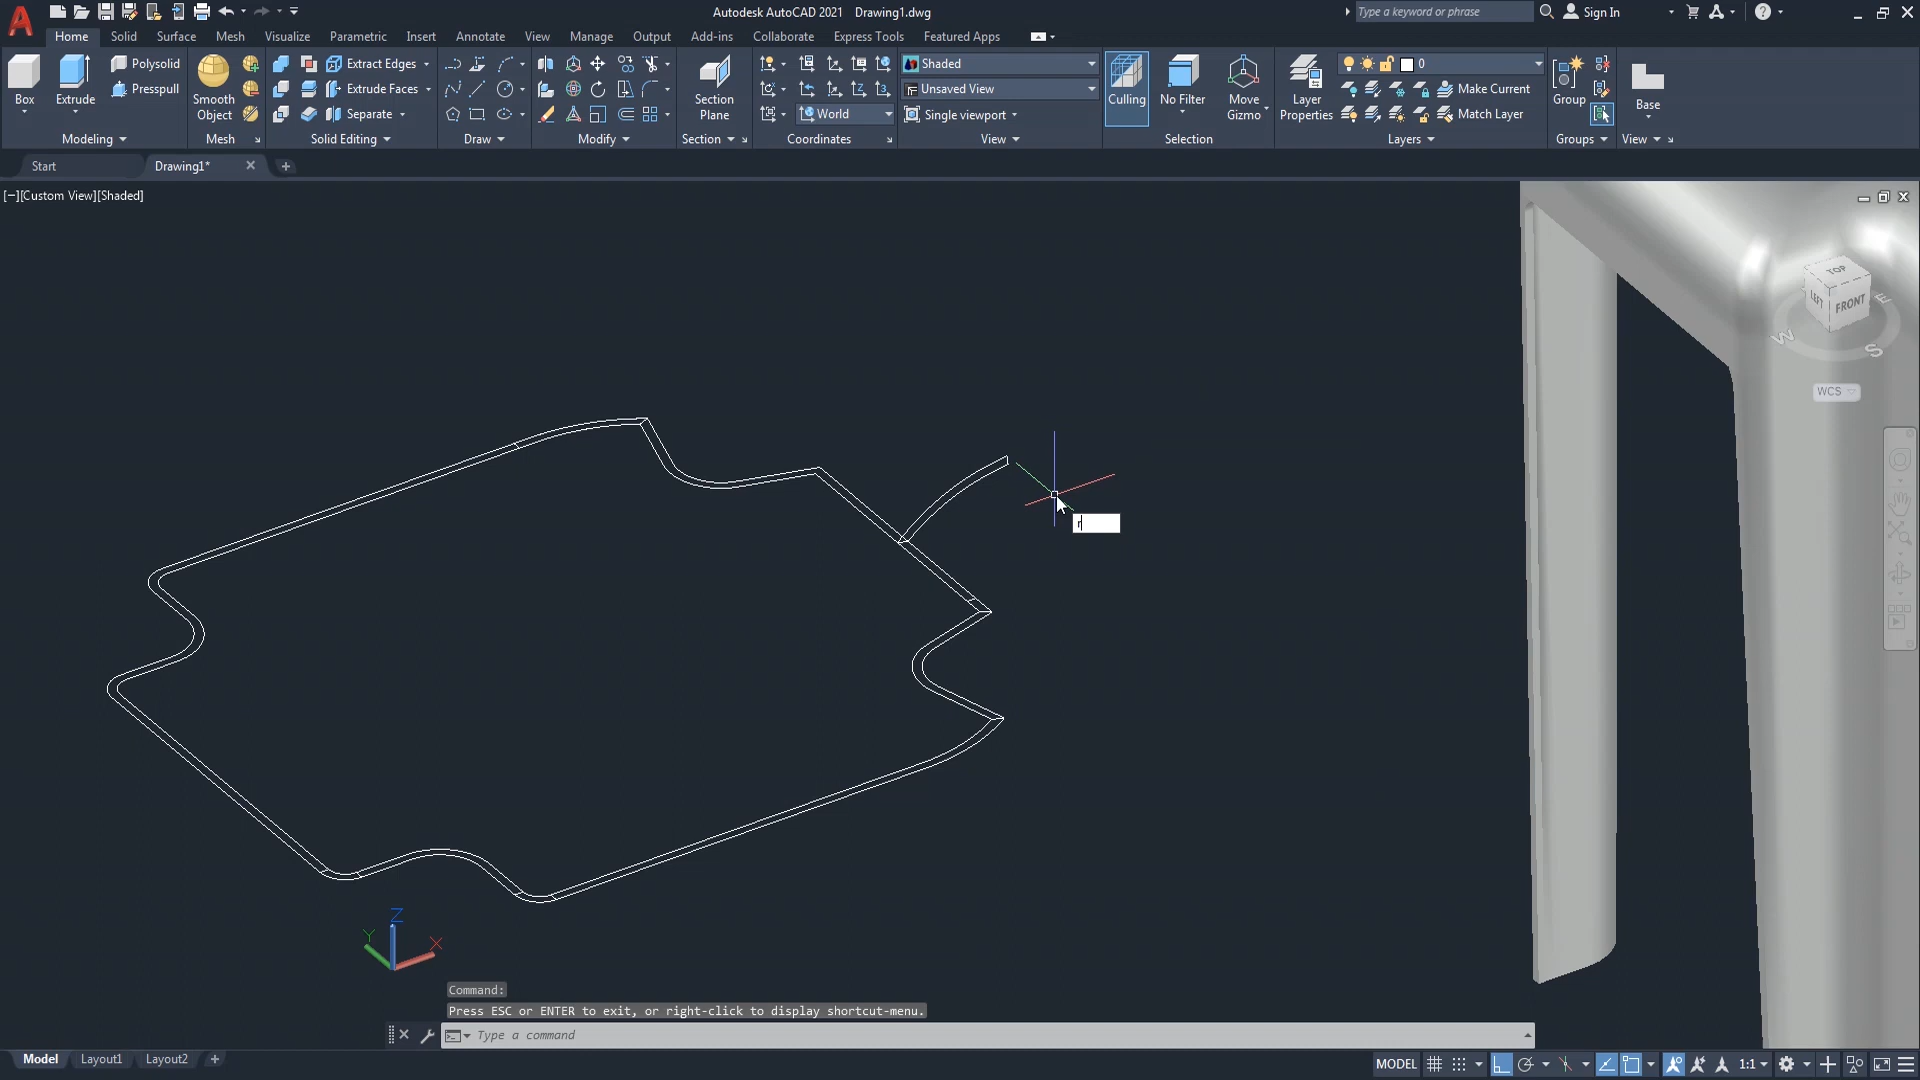 Autodesk AutoCAD 2021 Drawing1.dwg
Type a keyword or phrase
Sign In
Home Solid Surface Mesh Visualize Parametric Insert Annotate View Manage Output Add-ins Collaborate Express Tools Featured Apps
Box
Extrude
Polysolid
Presspull
Modeling
Smooth
Object
Mesh
Extract Edges
Extrude Faces
Separate
Solid Editing
Draw
Modify
Section
Plane
Section
World
Coordinates
Shaded
Unsaved View
Single viewport
View
Culling
No Filter
Move
Gizmo
Selection
Layer
Properties
0
Make Current
Match Layer
Layers
Group
Groups
Base
View
Start
Drawing1*
[−][Custom View][Shaded]
TOP
LEFT
FRONT
E
W
S
WCS
r
Z
Y
X
Command:
Press ESC or ENTER to exit, or right-click to display shortcut-menu.
Type a command
Model
Layout1
Layout2
MODEL
1:1